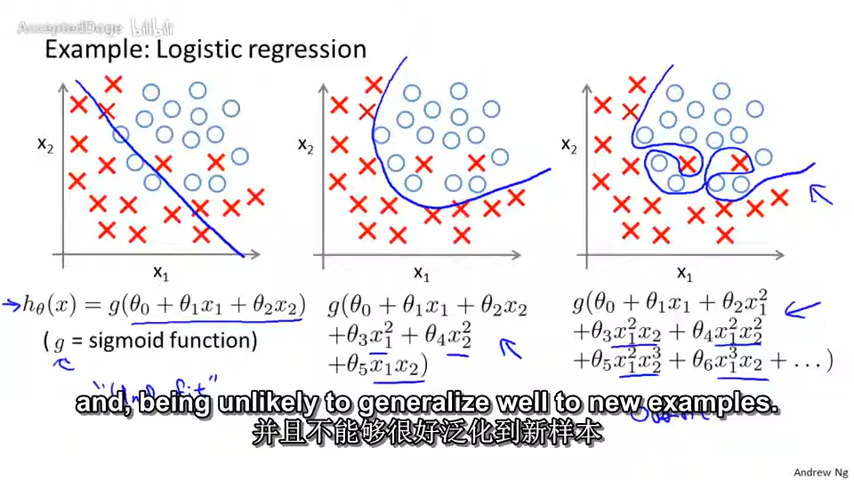 AcceptedDoge bilibili
Example: Logistic regression
x₂
x₁
x₂
x₁
x₂
x₁
→ hθ(x) = g(θ₀ + θ₁x₁ + θ₂x₂)
( g = sigmoid function)
g(θ₀ + θ₁x₁ + θ₂x₂
+θ₃x₁² + θ₄x₂²
+θ₅x₁x₂)
g(θ₀ + θ₁x₁ + θ₂x₁²
+θ₃x₁²x₂ + θ₄x₁²x₂²
+θ₅x₁²x₂³ + θ₆x₁³x₂ + . . .)
and, being unlikely to generalize well to new examples.
并且不能够很好泛化到新样本
Andrew Ng